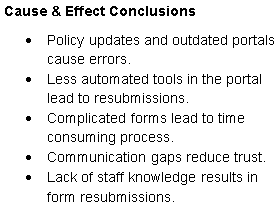 Cause & Effect Conclusions
• Policy updates and outdated portals
cause errors.
• Less automated tools in the portal
lead to resubmissions.
• Complicated forms lead to time
consuming process.
• Communication gaps reduce trust.
• Lack of staff knowledge results in
form resubmissions.